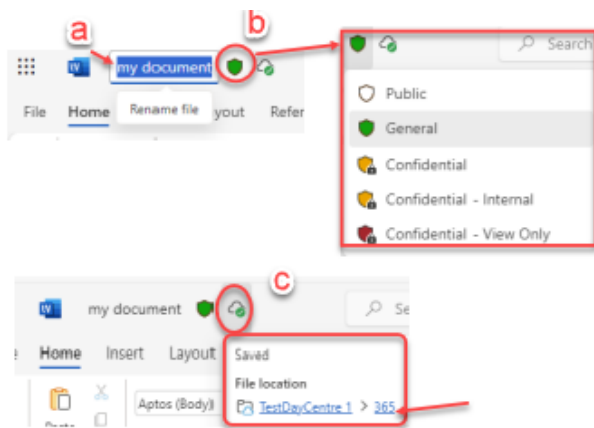 a
b
my document
Search
File Home Rename file yout Refer
Public
General
Confidential
Confidential - Internal
Confidential - View Only
c
my document Se
Home Insert Layout Saved
File location
Aptos (Body) TestDayCentre 1 > 365